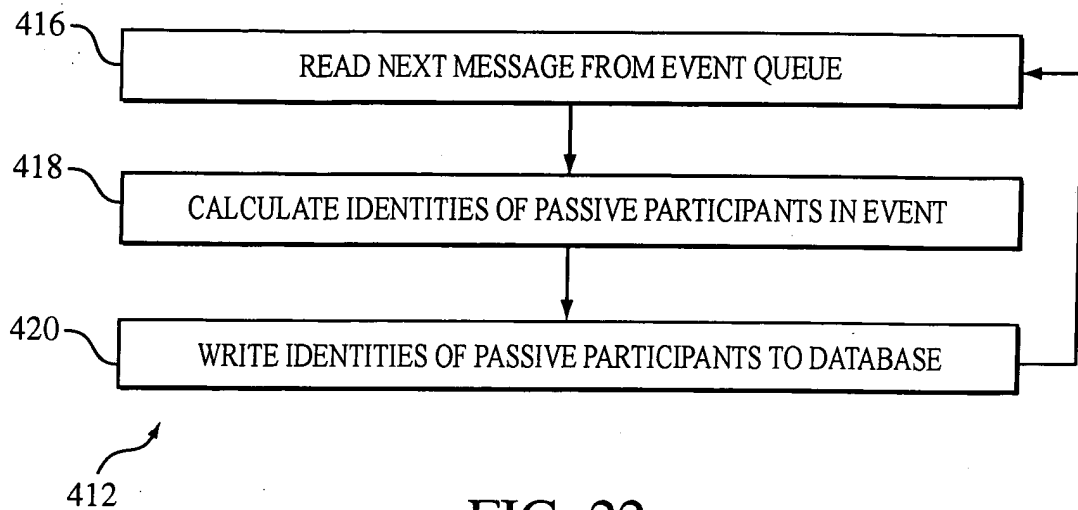 416
READ NEXT MESSAGE FROM EVENT QUEUE
418
CALCULATE IDENTITIES OF PASSIVE PARTICIPANTS IN EVENT
420
WRITE IDENTITIES OF PASSIVE PARTICIPANTS TO DATABASE
412
FIG. 22